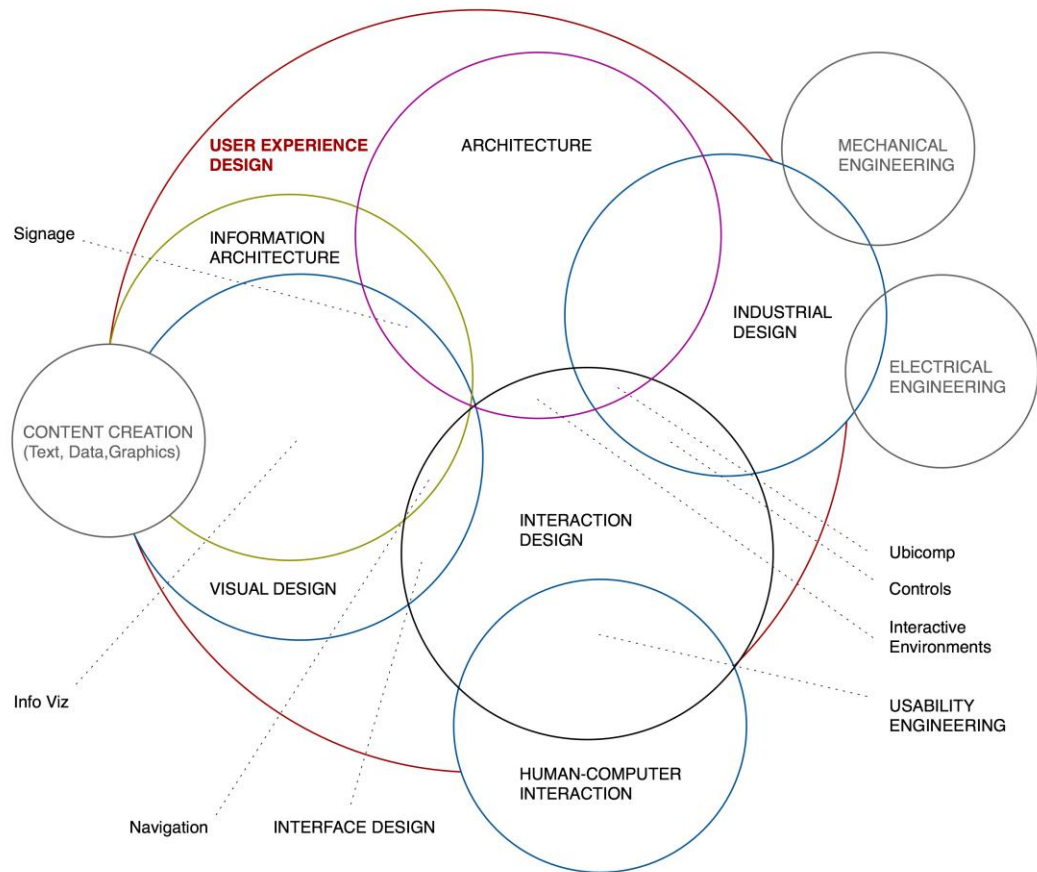 USER EXPERIENCE
DESIGN
ARCHITECTURE
MECHANICAL
ENGINEERING
Signage
INFORMATION
ARCHITECTURE
INDUSTRIAL
DESIGN
ELECTRICAL
ENGINEERING
CONTENT CREATION
(Text, Data,Graphics)
INTERACTION
DESIGN
VISUAL DESIGN
Ubicomp
Controls
Interactive
Environments
Info Viz
USABILITY
ENGINEERING
HUMAN-COMPUTER
INTERACTION
Navigation
INTERFACE DESIGN